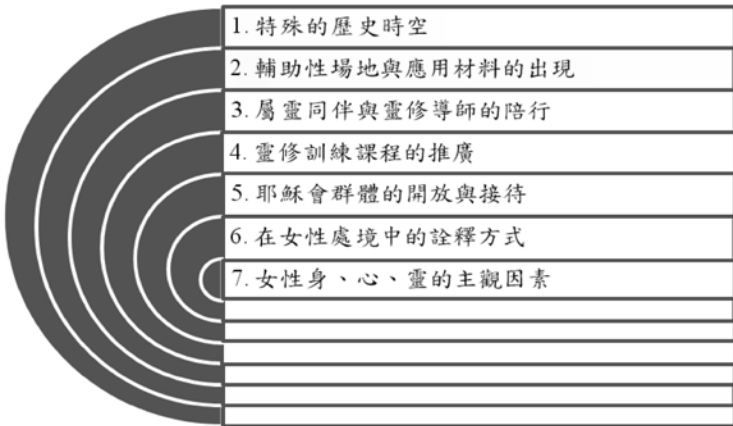 1. 特殊的歷史時空
2. 輔助性場地與應用材料的出現
3. 屬靈同伴與靈修導師的陪行
4. 靈修訓練課程的推廣
5. 耶穌會群體的開放與接待
6. 在女性處境中的詮釋方式
7. 女性身、心、靈的主觀因素